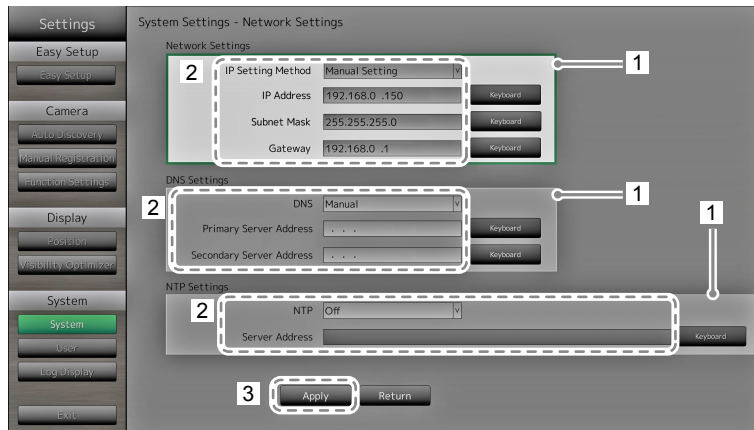 Settings
Easy Setup
Easy Setup
Camera
Auto Discovery
Manual Registration
Function Settings
Display
Position
Visibility Optimizer
System
System
User
Log Display
Exit
System Settings - Network Settings
Network Settings
1
2
IP Setting Method Manual Setting
IP Address 192.168.0 .150 Keyboard
Subnet Mask 255.255.255.0 Keyboard
Gateway 192.168.0 .1 Keyboard
DNS Settings
1
2
DNS Manual
Primary Server Address . . . Keyboard
Secondary Server Address . . . Keyboard
NTP Settings
1
2
NTP Off
Server Address Keyboard
3
Apply Return